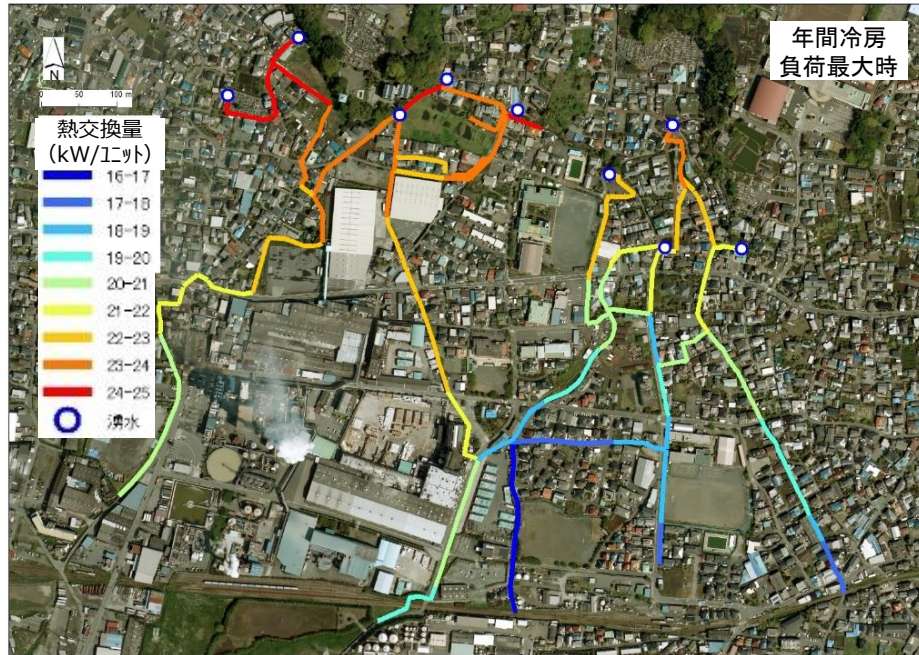 年間冷房
負荷最大時
N
0 50 100 m
熱交換量
(kW/ﾕﾆｯﾄ)
16-17
17-18
18-19
19-20
20-21
21-22
22-23
23-24
24-25
湧水